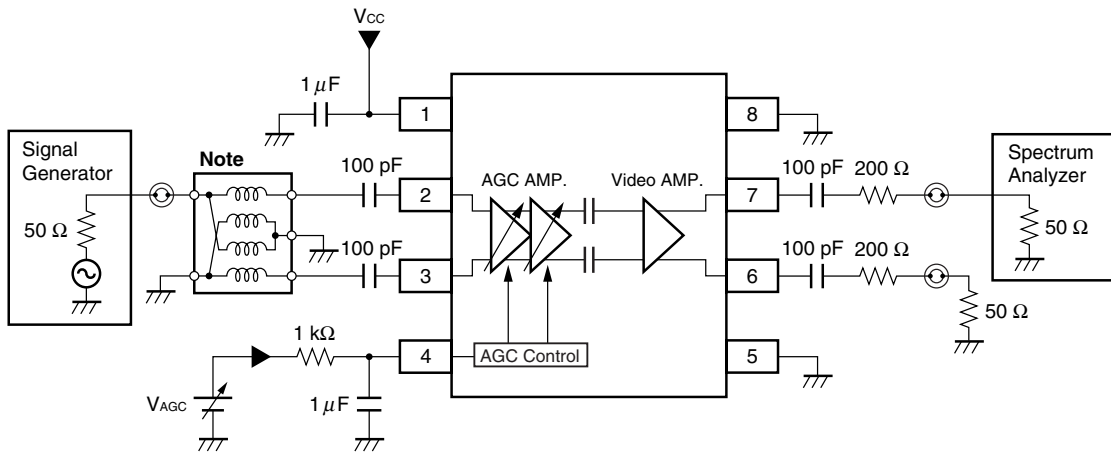 VCC
1 μF
1
8
Signal
Generator
50 Ω
Note
100 pF
2
AGC AMP.
Video AMP.
7
100 pF
200 Ω
Spectrum
Analyzer
50 Ω
100 pF
3
6
100 pF
200 Ω
50 Ω
1 kΩ
4
AGC Control
5
VAGC
1 μF